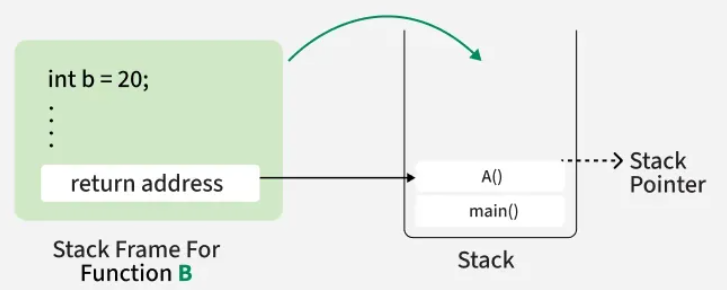 int b = 20;
return address
Stack Frame For
Function B
A()
main()
Stack
Stack
Pointer